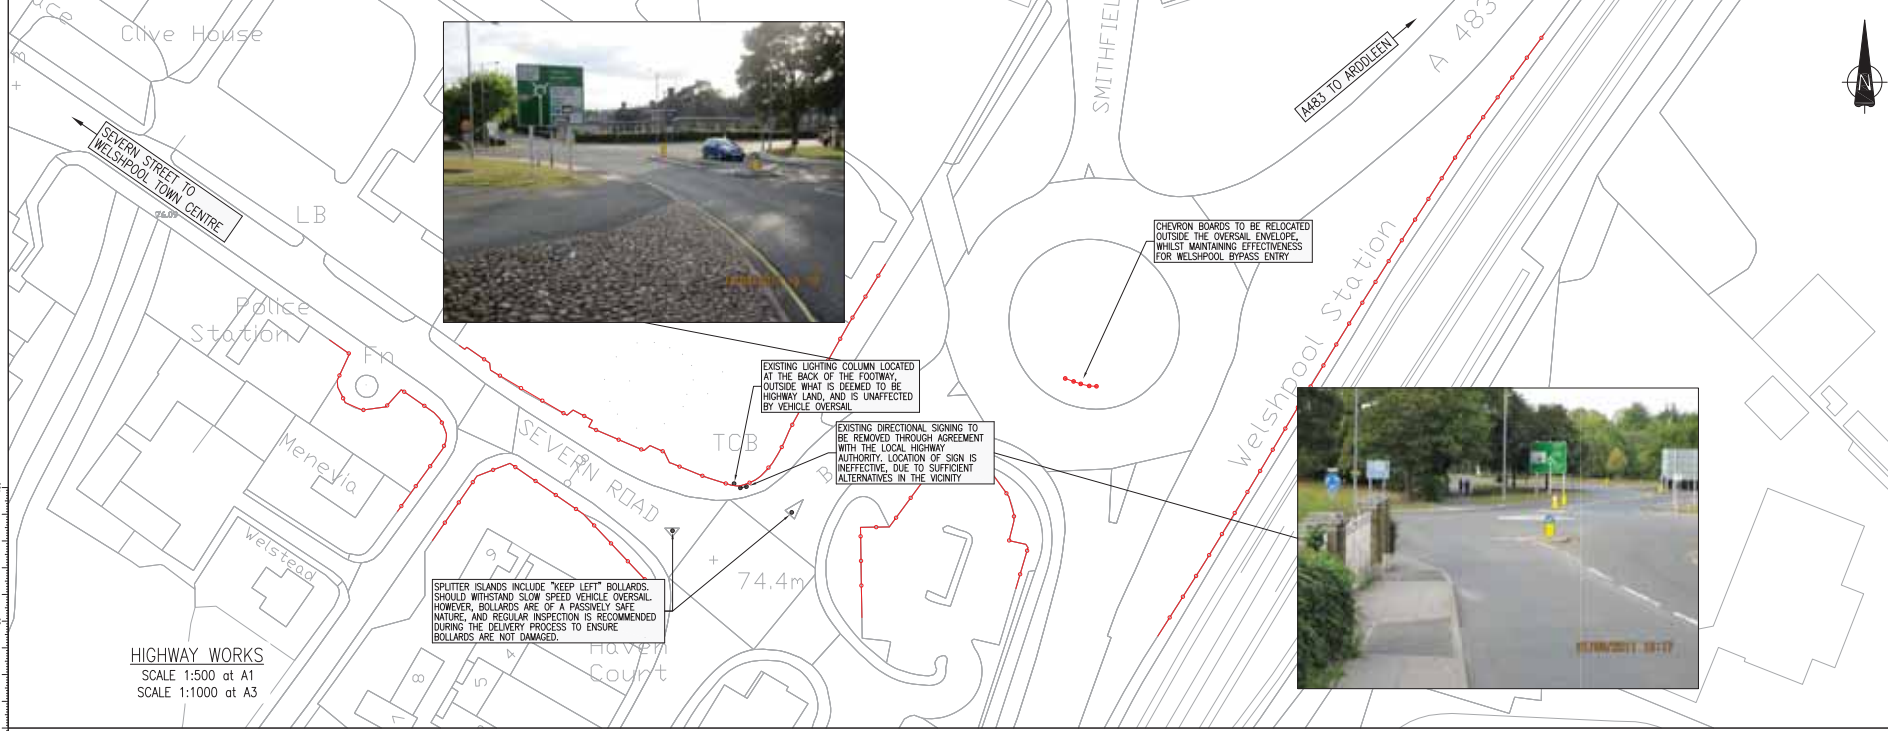 Clive House
SMITHFIEL
A483 TO ARDDLEEN
A 483
N
SEVERN STREET TO
WELSHPOOL TOWN CENTRE
LB
CHEVRON BOARDS TO BE RELOCATED
OUTSIDE THE OVERSAIL ENVELOPE,
WHILST MAINTAINING EFFECTIVENESS
FOR WELSHPOOL BYPASS ENTRY
Welshpool Station
Police
Station
Fn
EXISTING LIGHTING COLUMN LOCATED
AT THE BACK OF THE FOOTWAY,
OUTSIDE WHAT IS DEEMED TO BE
HIGHWAY LAND, AND IS UNAFFECTED
BY VEHICLE OVERSAIL
EXISTING DIRECTIONAL SIGNING TO
BE REMOVED THROUGH AGREEMENT
WITH THE LOCAL HIGHWAY
AUTHORITY. LOCATION OF SIGN IS
INEFFECTIVE, DUE TO SUFFICIENT
ALTERNATIVES IN THE VICINITY
TCB
B
SEVERN ROAD
Menevia
Welstead
9
74.4m
SPLITTER ISLANDS INCLUDE "KEEP LEFT" BOLLARDS.
SHOULD WITHSTAND SLOW SPEED VEHICLE OVERSAIL.
HOWEVER, BOLLARDS ARE OF A PASSIVELY SAFE
NATURE, AND REGULAR INSPECTION IS RECOMMENDED
DURING THE DELIVERY PROCESS TO ENSURE
BOLLARDS ARE NOT DAMAGED.
Haven
Court
4
5
8
HIGHWAY WORKS
SCALE 1:500 at A1
SCALE 1:1000 at A3